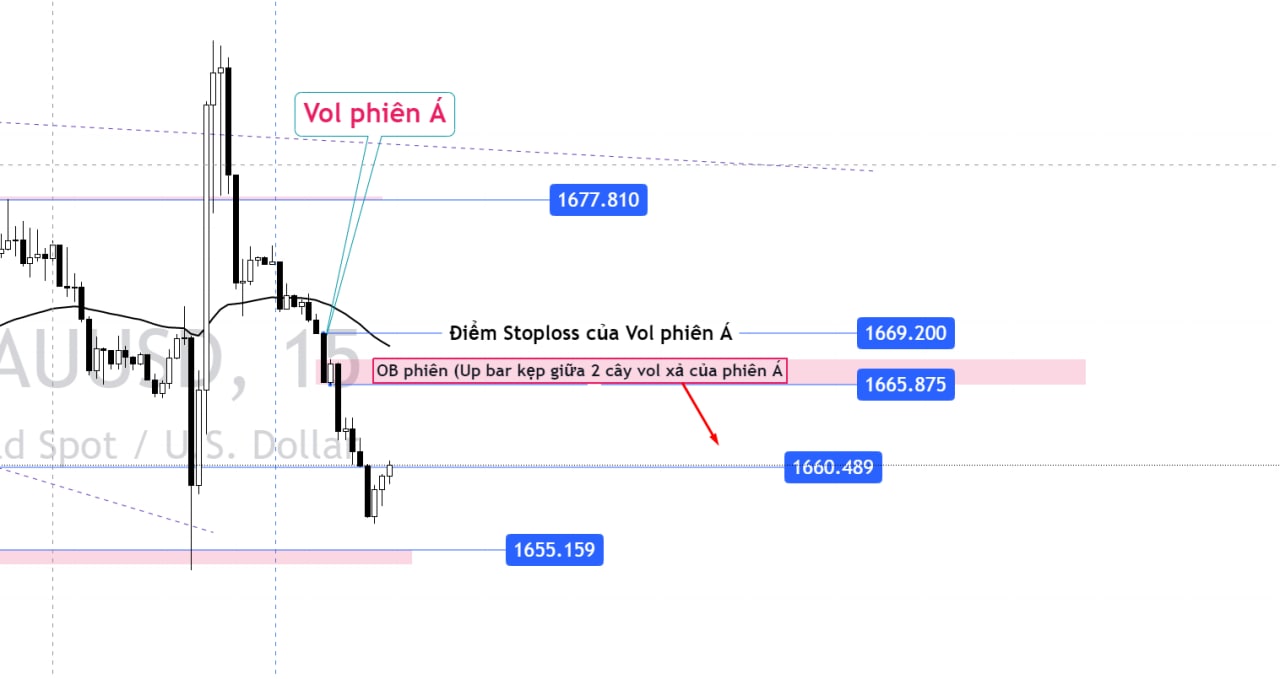 Vol phiên Á
1677.810
Điểm Stoploss của Vol phiên Á
1669.200
AUUSD, 15
OB phiên (Up bar kẹp giữa 2 cây vol xả của phiên Á
1665.875
ld Spot / U.S. Dollar
1660.489
1655.159